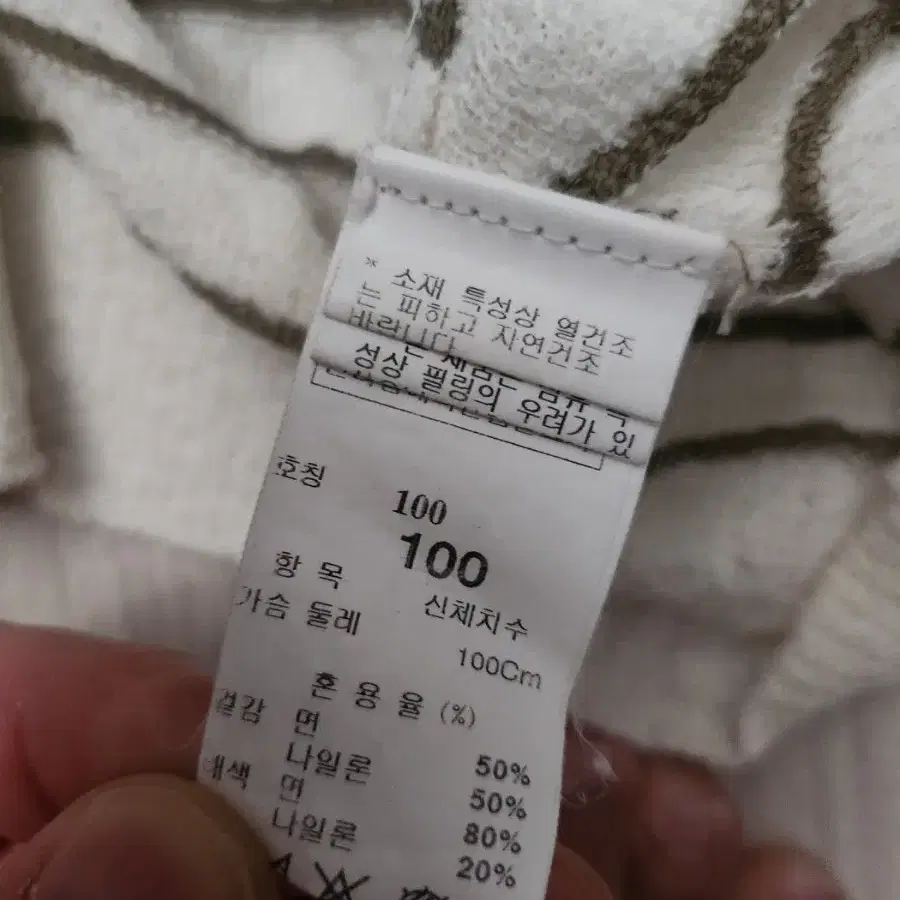 * 소재 특성상 열건조
는 피하고 지연건조
바랍니다
성상 필링의 우려가 있
호칭
100
100
항 목 신체치수
가슴 둘레 100Cm
혼 용 율 (%)
겉감 면 50%
나일론 50%
배색 면 80%
나일론 20%